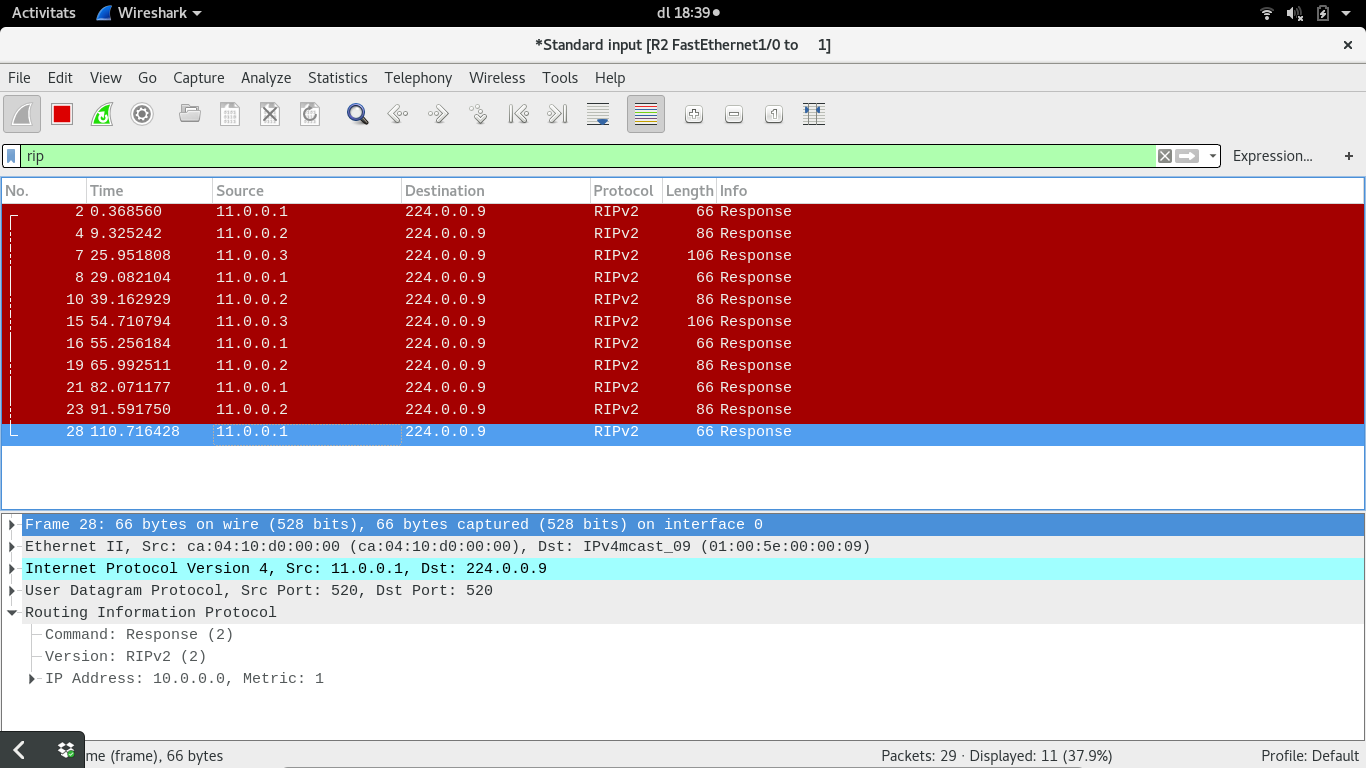 Activitats Wireshark dl 18:39
*Standard input [R2 FastEthernet1/0 to 1]
File Edit View Go Capture Analyze Statistics Telephony Wireless Tools Help
rip Expression... +
No. Time Source Destination Protocol Length Info
2 0.368560 11.0.0.1 224.0.0.9 RIPv2 66 Response
4 9.325242 11.0.0.2 224.0.0.9 RIPv2 86 Response
7 25.951808 11.0.0.3 224.0.0.9 RIPv2 106 Response
8 29.082104 11.0.0.1 224.0.0.9 RIPv2 66 Response
10 39.162929 11.0.0.2 224.0.0.9 RIPv2 86 Response
15 54.710794 11.0.0.3 224.0.0.9 RIPv2 106 Response
16 55.256184 11.0.0.1 224.0.0.9 RIPv2 66 Response
19 65.992511 11.0.0.2 224.0.0.9 RIPv2 86 Response
21 82.071177 11.0.0.1 224.0.0.9 RIPv2 66 Response
23 91.591750 11.0.0.2 224.0.0.9 RIPv2 86 Response
28 110.716428 11.0.0.1 224.0.0.9 RIPv2 66 Response
Frame 28: 66 bytes on wire (528 bits), 66 bytes captured (528 bits) on interface 0
Ethernet II, Src: ca:04:10:d0:00:00 (ca:04:10:d0:00:00), Dst: IPv4mcast_09 (01:00:5e:00:00:09)
Internet Protocol Version 4, Src: 11.0.0.1, Dst: 224.0.0.9
User Datagram Protocol, Src Port: 520, Dst Port: 520
Routing Information Protocol
Command: Response (2)
Version: RIPv2 (2)
IP Address: 10.0.0.0, Metric: 1
me (frame), 66 bytes Packets: 29 · Displayed: 11 (37.9%) Profile: Default